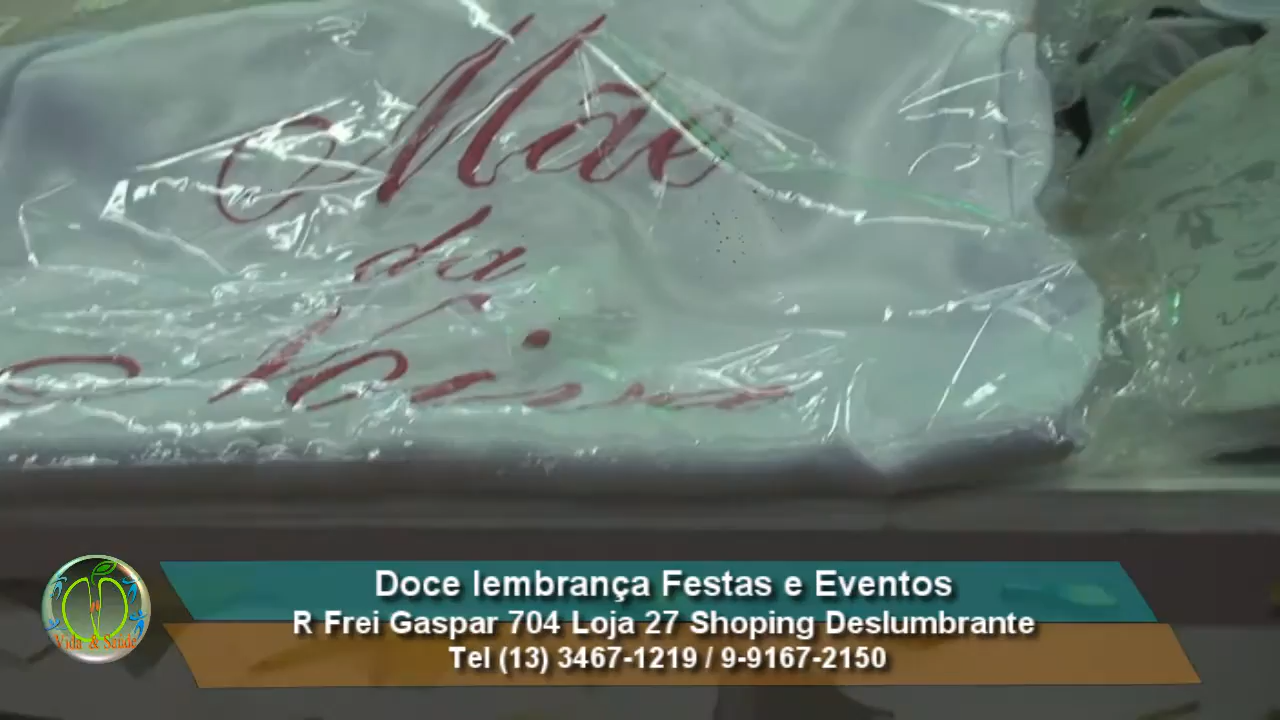 Mãe
da
Noiva
Doce lembrança Festas e Eventos
R Frei Gaspar 704 Loja 27 Shoping Deslumbrante
Tel (13) 3467-1219 / 9-9167-2150
Vida & Saúde